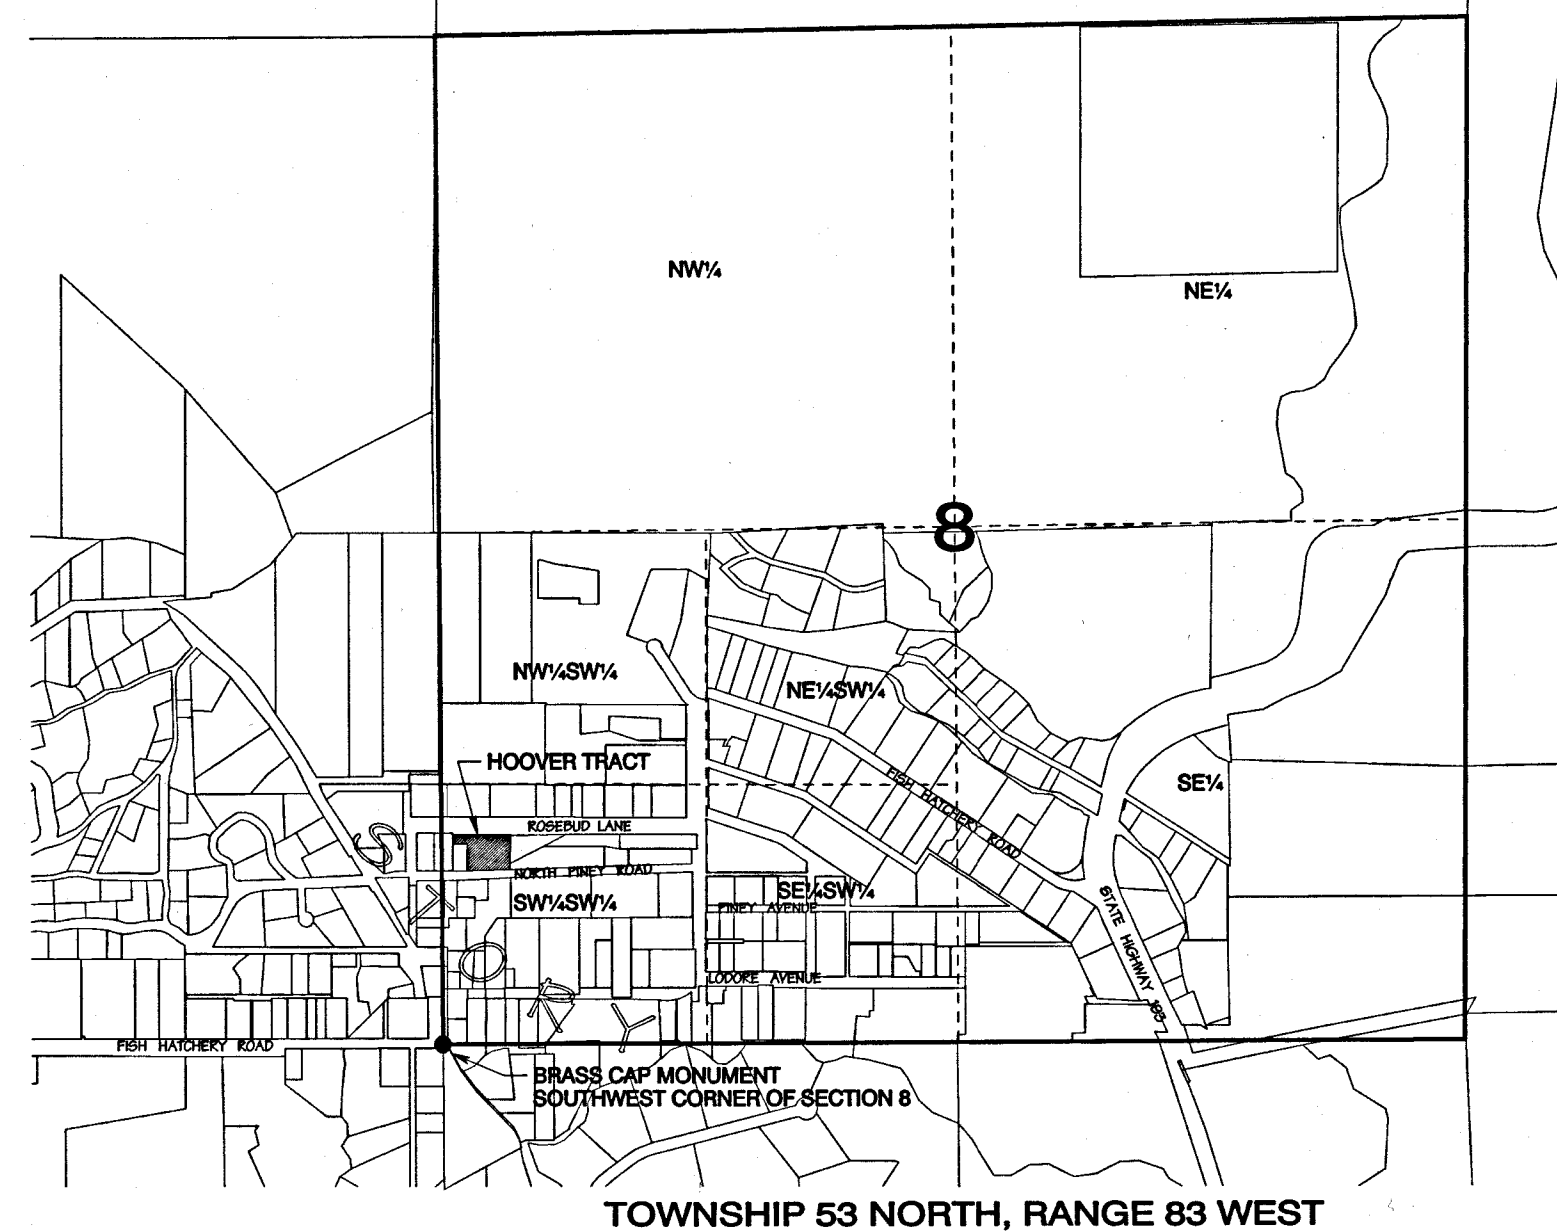 NW¼
NE¼
8
NW¼SW¼
NE¼SW¼
HOOVER TRACT
SE¼
FISH HATCHERY ROAD
ROSEBUD LANE
NORTH PINEY ROAD
SW¼SW¼
SE¼SW¼
PINEY AVENUE
STATE HIGHWAY 193
LODORE AVENUE
FISH HATCHERY ROAD
BRASS CAP MONUMENT
SOUTHWEST CORNER OF SECTION 8
TOWNSHIP 53 NORTH, RANGE 83 WEST